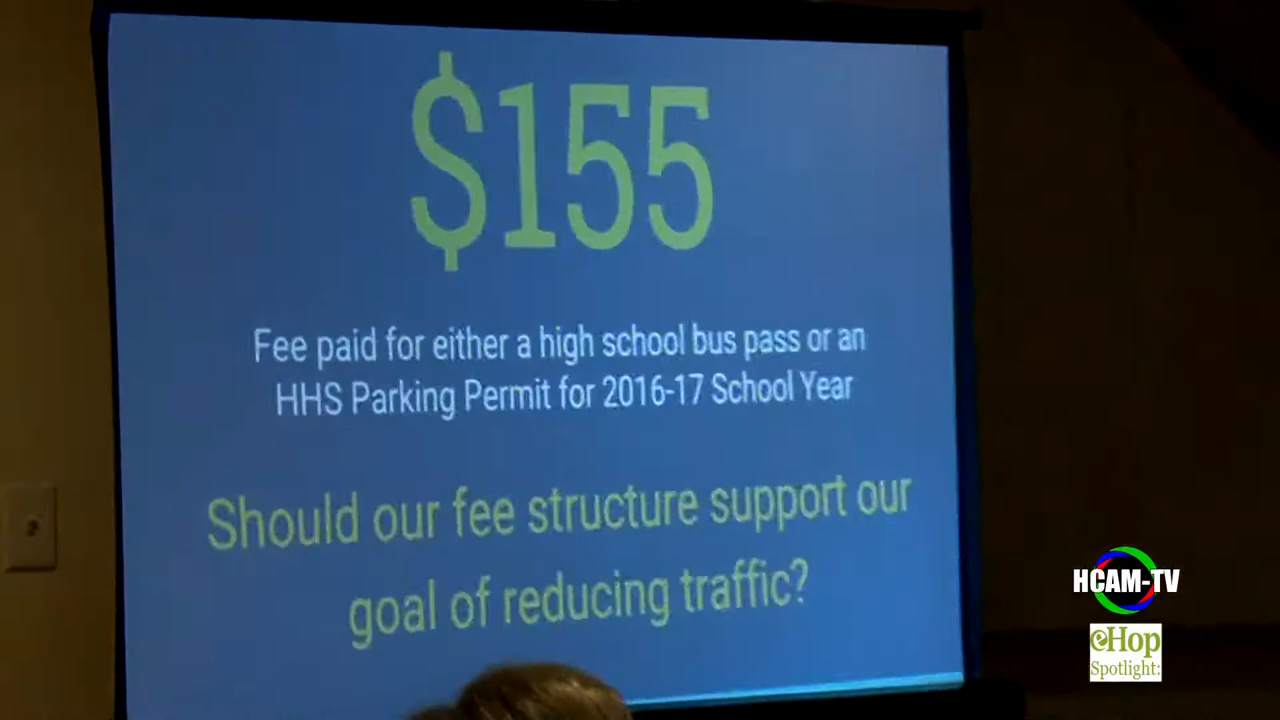 $155
Fee paid for either a high school bus pass or an
HHS Parking Permit for 2016-17 School Year
Should our fee structure support our
goal of reducing traffic?
HCAM-TV
eHop
Spotlight: